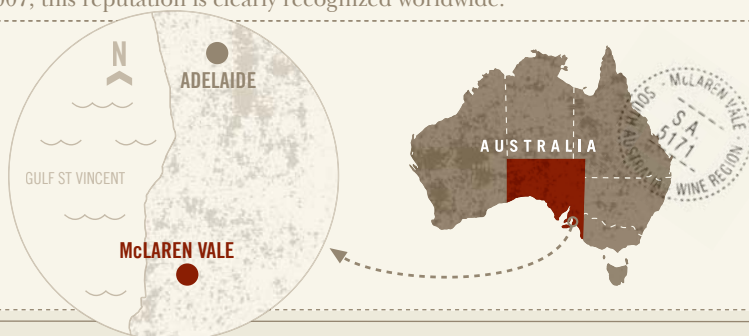 007, this reputation is clearly recognized worldwide.
N
ADELAIDE
GULF ST VINCENT
McLAREN VALE
AUSTRALIA
McLAREN VALE
S.A.
5171
WINE REGION